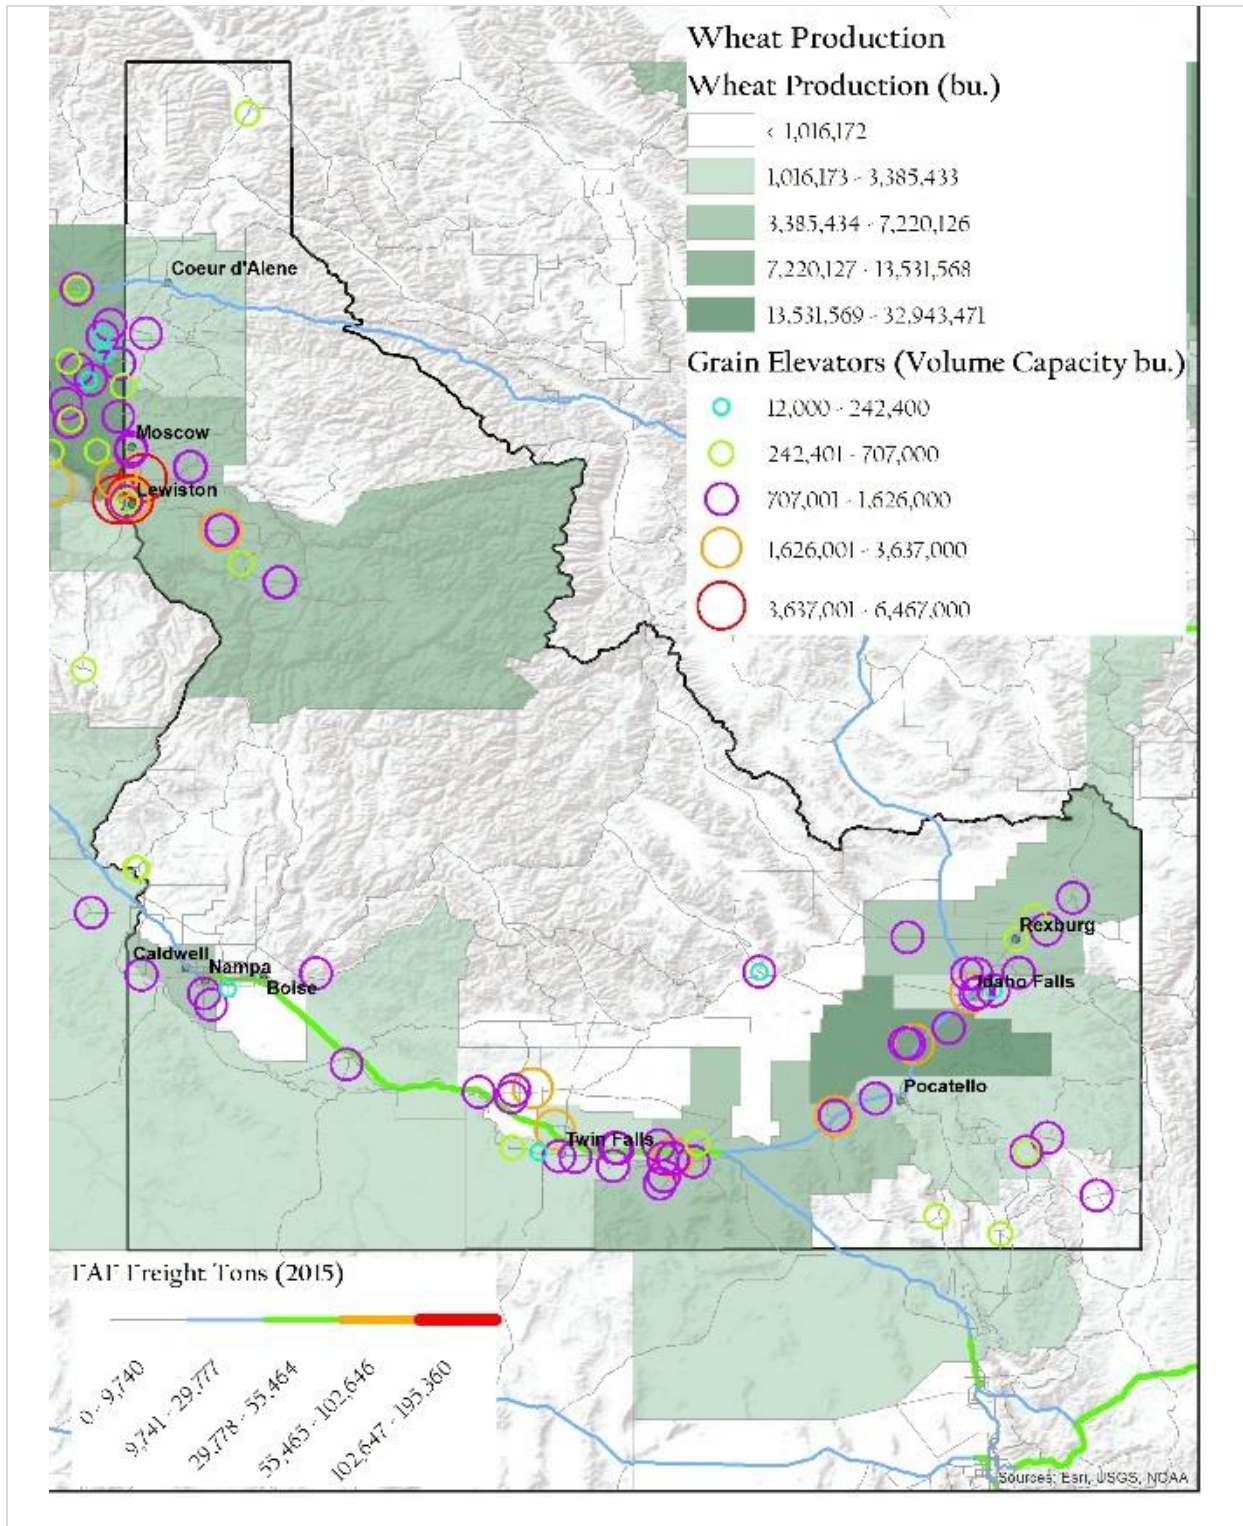 Wheat Production
Wheat Production (bu.)
< 1,016,172
1,016,173 - 3,385,433
3,385,434 - 7,220,126
7,220,127 - 13,531,568
13,531,569 - 32,943,471
Grain Elevators (Volume Capacity bu.)
12,000 - 242,400
242,401 - 707,000
707,001 - 1,626,000
1,626,001 - 3,637,000
3,637,001 - 6,467,000
Coeur d'Alene
Moscow
Lewiston
Caldwell
Nampa
Boise
Rexburg
Idaho Falls
Pocatello
Twin Falls
FAF Freight Tons (2015)
0 - 9,740
9,741 - 29,777
29,778 - 55,464
55,465 - 102,646
102,647 - 195,360
Sources: Esri, USGS, NOAA